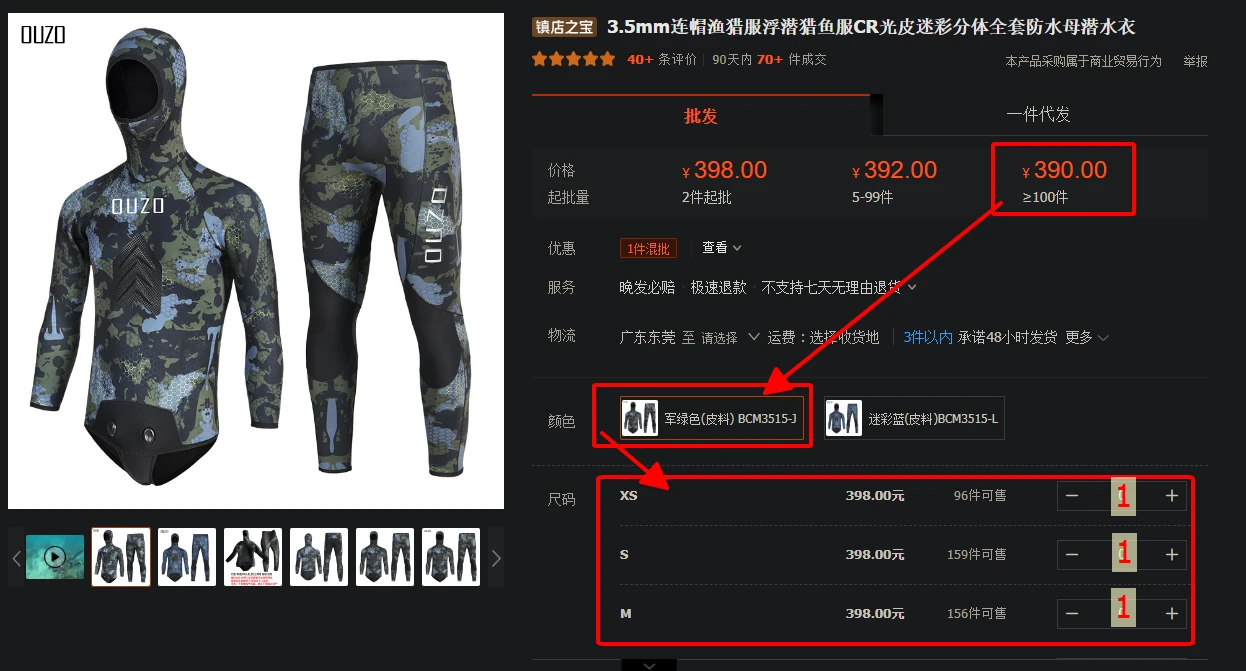 OUZO
OUZO
OUZO
镇店之宝 3.5mm连帽渔猎服浮潜猎鱼服CR光皮迷彩分体全套防水母潜水衣
40+ 条评价 90天内 70+ 件成交 本产品采购属于商业贸易行为 举报
批发 一件代发
价格 ¥398.00 ¥392.00 ¥390.00
起批量 2件起批 5-99件 ≥100件
优惠 1件混批 查看
服务 晚发必赔 · 极速退款 · 不支持七天无理由退货
物流 广东东莞 至 请选择 运费：选择收货地 3件以内 承诺48小时发货 更多
颜色 军绿色(皮料) BCM3515-J 迷彩蓝(皮料)BCM3515-L
尺码 XS 398.00元 96件可售 − 1 +
S 398.00元 159件可售 − 1 +
M 398.00元 156件可售 − 1 +